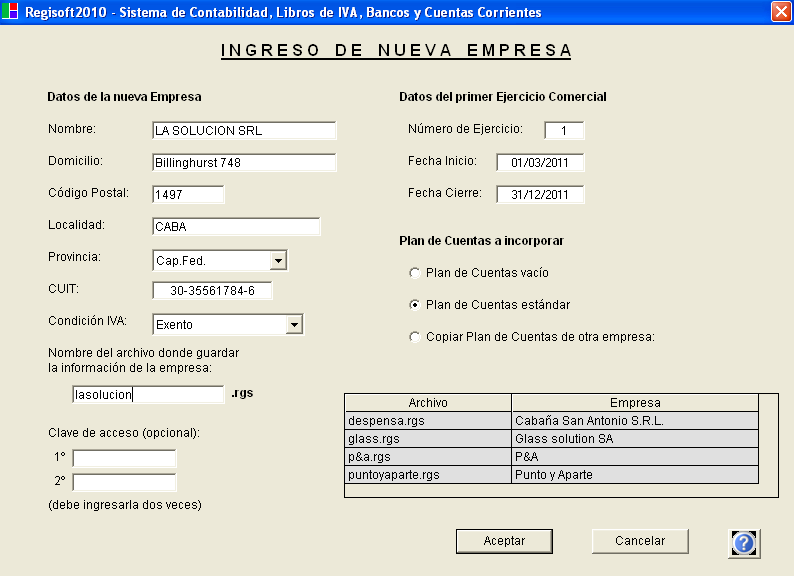 Regisoft2010 - Sistema de Contabilidad, Libros de IVA, Bancos y Cuentas Corrientes
INGRESO DE NUEVA EMPRESA
Datos de la nueva Empresa
Nombre: LA SOLUCION SRL
Domicilio: Billinghurst 748
Código Postal: 1497
Localidad: CABA
Provincia: Cap.Fed.
CUIT: 30-35561784-6
Condición IVA: Exento
Nombre del archivo donde guardar
la información de la empresa:
lasolucion .rgs
Clave de acceso (opcional):
1º
2º
(debe ingresarla dos veces)
Datos del primer Ejercicio Comercial
Número de Ejercicio: 1
Fecha Inicio: 01/03/2011
Fecha Cierre: 31/12/2011
Plan de Cuentas a incorporar
Plan de Cuentas vacío
Plan de Cuentas estándar
Copiar Plan de Cuentas de otra empresa:
Archivo Empresa
despensa.rgs Cabaña San Antonio S.R.L.
glass.rgs Glass solution SA
p&a.rgs P&A
puntoyaparte.rgs Punto y Aparte
Aceptar Cancelar ?